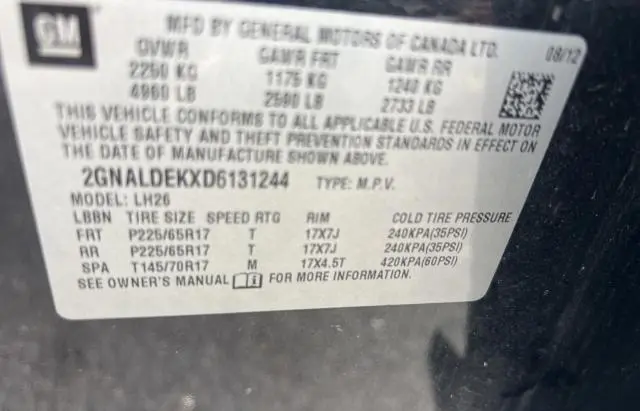 GM
MFD BY GENERAL MOTORS OF CANADA LTD.
08/12
GVWR GAWR FRT GAWR RR
2250 KG 1175 KG 1240 KG
4960 LB 2590 LB 2733 LB
THIS VEHICLE CONFORMS TO ALL APPLICABLE U.S. FEDERAL MOTOR
VEHICLE SAFETY AND THEFT PREVENTION STANDARDS IN EFFECT ON
THE DATE OF MANUFACTURE SHOWN ABOVE.
2GNALDEKXD6131244 TYPE: M.P.V.
MODEL: LH26
LBBN TIRE SIZE SPEED RTG RIM COLD TIRE PRESSURE
FRT P225/65R17 T 17X7J 240KPA(35PSI)
RR P225/65R17 T 17X7J 240KPA(35PSI)
SPA T145/70R17 M 17X4.5T 420KPA(60PSI)
SEE OWNER'S MANUAL FOR MORE INFORMATION.